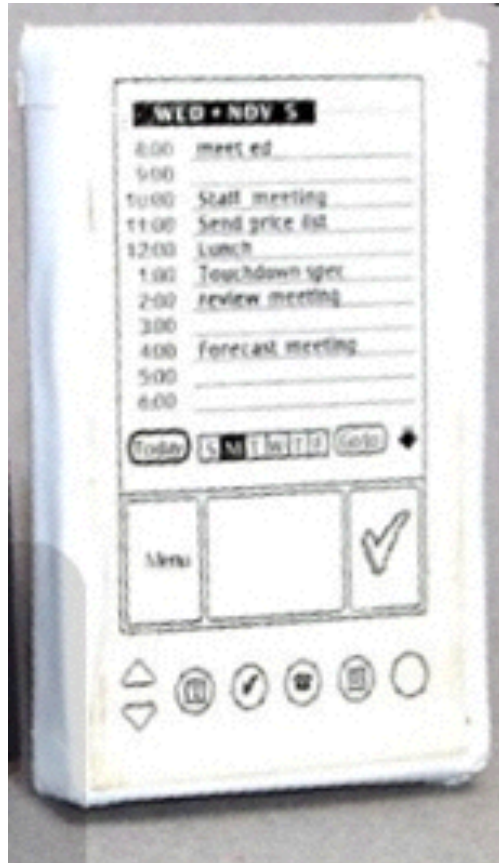 WED • NOV 5
8:00 meet ed
9:00
10:00 Staff meeting
11:00 Send price list
12:00 Lunch
1:00 Touchdown spec
2:00 review meeting
3:00
4:00 Forecast meeting
5:00
6:00
Today S M T W T F Go to
Menu